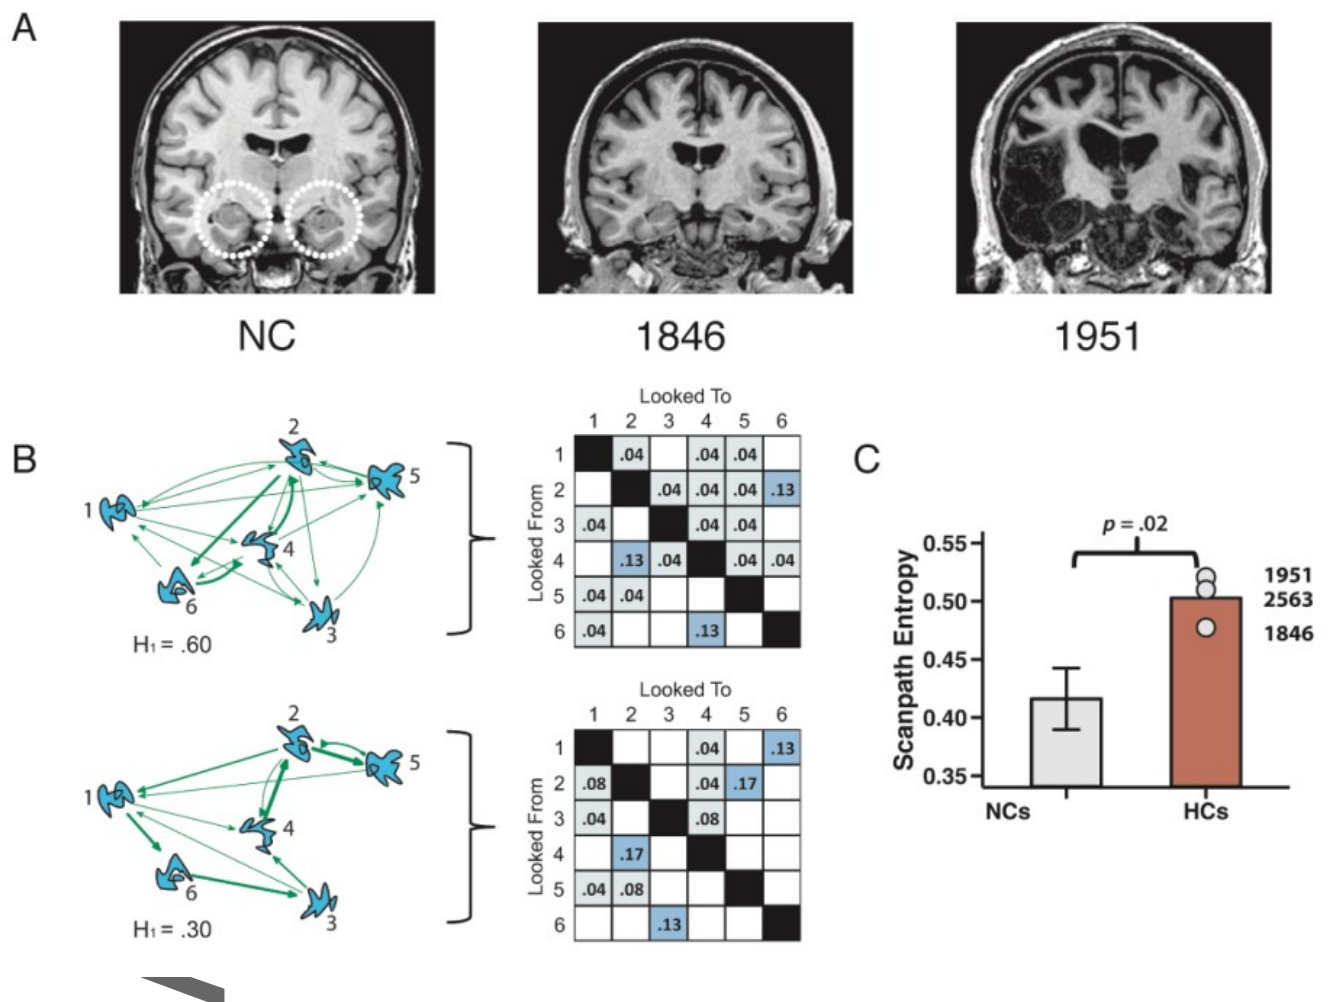 A
NC
1846
1951
B
1
2
3
4
5
6
H₁ = .60
Looked To
1 2 3 4 5 6
Looked From
1 .04 .04 .04
2 .04 .04 .04 .13
3 .04 .04 .04
4 .13 .04 .04 .04
5 .04 .04
6 .04 .13
1
2
3
4
5
6
H₁ = .30
Looked To
1 2 3 4 5 6
Looked From
1 .04 .13
2 .08 .04 .17
3 .04 .08
4 .17
5 .04 .08
6 .13
C
p = .02
Scanpath Entropy
0.55
0.50
0.45
0.40
0.35
1951
2563
1846
NCs HCs